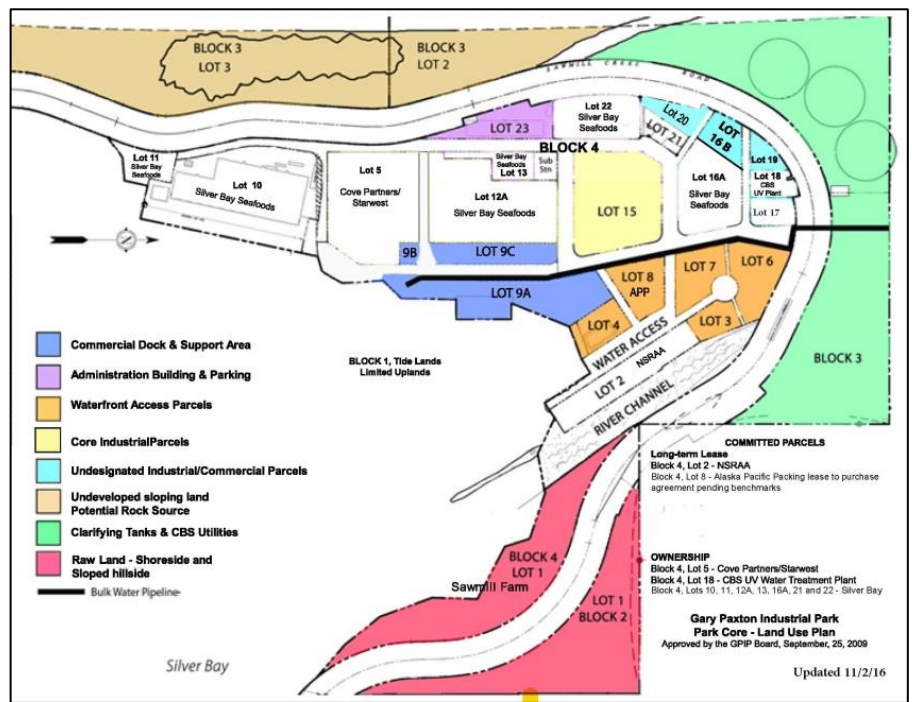 BLOCK 3
LOT 3
BLOCK 3
LOT 2
SAWMILL CREEK ROAD
Lot 22
Silver Bay
Seafoods
LOT 23
Lot 20
LOT 21
LOT
16 B
BLOCK 4
Lot 11
Silver Bay
Seafoods
Lot 10
Silver Bay Seafoods
Lot 5
Cove Partners/
Starwest
Silver Bay
Seafoods
Lot 13
Sub
Stn
Lot 12A
Silver Bay Seafoods
LOT 15
Lot 16A
Silver Bay
Seafoods
Lot 19
Lot 18
CBS
UV Plant
Lot 17
N
9B
LOT 9C
LOT 9A
LOT 8
APP
LOT 7
LOT 6
LOT 4
LOT 3
WATER ACCESS
NSRAA
LOT 2
RIVER CHANNEL
BLOCK 3
BLOCK 1, Tide Lands
Limited Uplands
Commercial Dock & Support Area
Administration Building & Parking
Waterfront Access Parcels
Core IndustrialParcels
Undesignated Industrial/Commercial Parcels
Undeveloped sloping land
Potential Rock Source
Clarifying Tanks & CBS Utilities
Raw Land - Shoreside and
Sloped hillside
Bulk Water Pipeline
COMMITTED PARCELS
Long-term Lease
Block 4, Lot 2 - NSRAA
Block 4, Lot 8 - Alaska Pacific Packing lease to purchase
agreement pending benchmarks
BLOCK 4
LOT 1
Sawmill Farm
LOT 1
BLOCK 2
OWNERSHIP
Block 4, Lot 5 - Cove Partners/Starwest
Block 4, Lot 18 - CBS UV Water Treatment Plant
Block 4, Lots 10, 11, 12A, 13, 16A, 21 and 22 - Silver Bay
Gary Paxton Industrial Park
Park Core - Land Use Plan
Approved by the GPIP Board, September, 25, 2009
Silver Bay
Updated 11/2/16